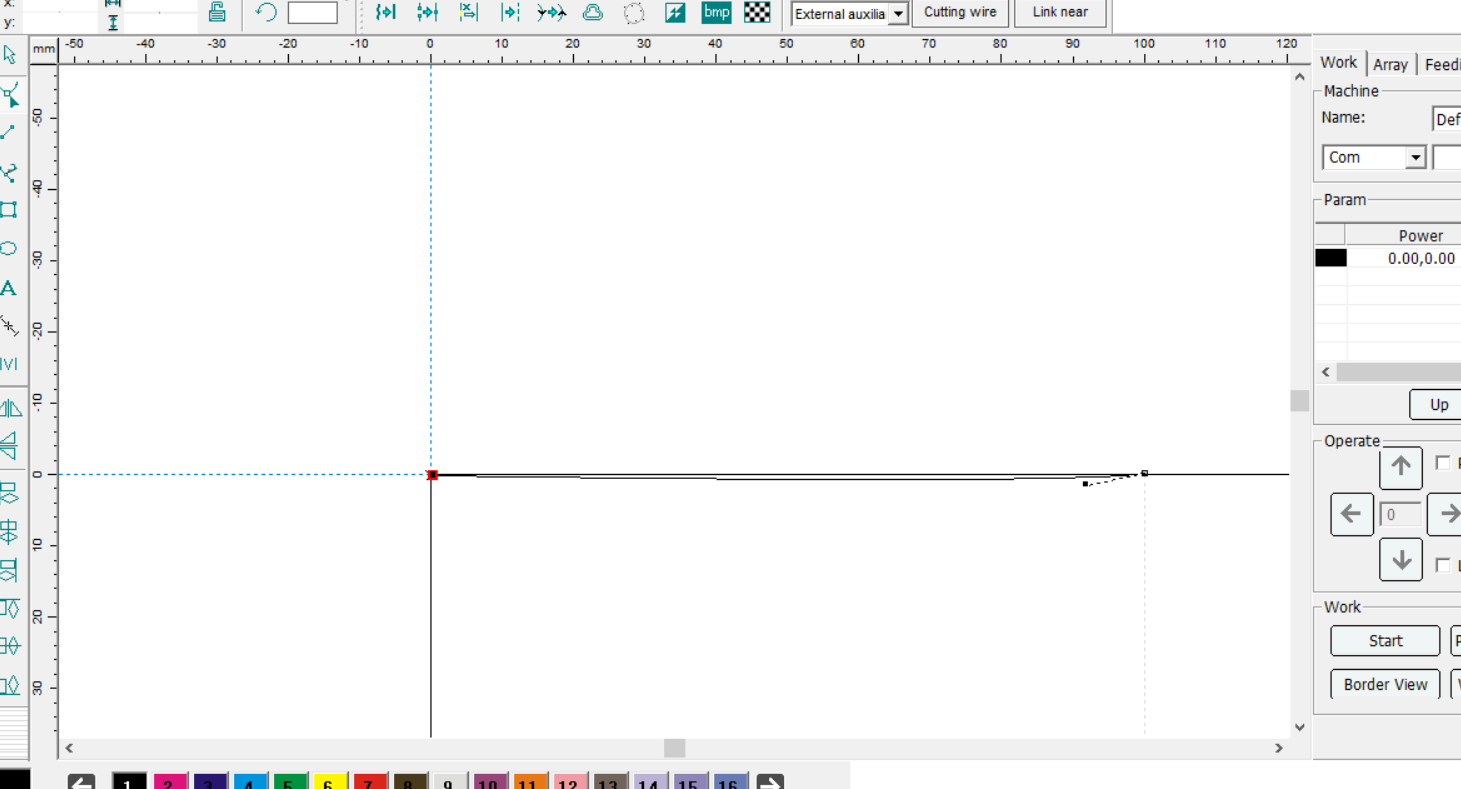 x:
y:
bmp
External auxilia
Cutting wire
Link near
mm
-50 -40 -30 -20 -10 0 10 20 30 40 50 60 70 80 90 100 110 120
-50
-40
-30
-20
-10
0
10
20
30
Work Array Feedi
Machine
Name: Def
Com
Param
Power
0.00,0.00
Up
Operate
0
Work
Start
Border View
1 2 3 4 5 6 7 8 9 10 11 12 13 14 15 16